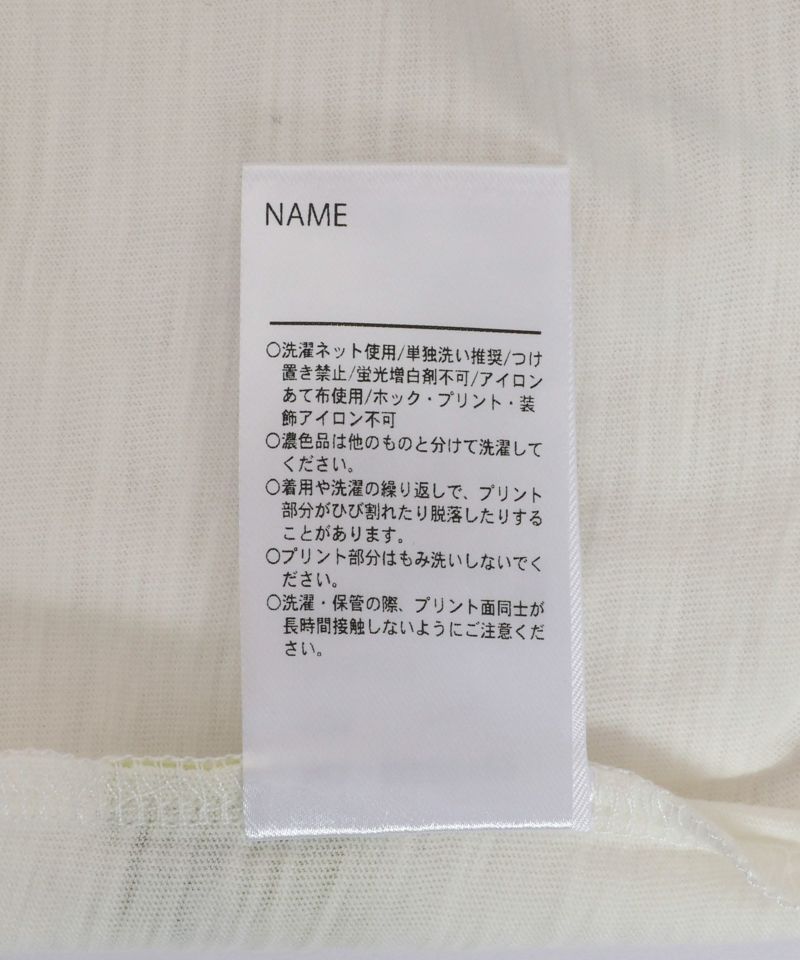 NAME
○洗濯ネット使用/単独洗い推奨/つけ
置き禁止/蛍光増白剤不可/アイロン
あて布使用/ホック・プリント・装
飾アイロン不可
○濃色品は他のものと分けて洗濯して
ください。
○着用や洗濯の繰り返しで、プリント
部分がひび割れたり脱落したりする
ことがあります。
○プリント部分はもみ洗いしないでく
ださい。
○洗濯・保管の際、プリント面同士が
長時間接触しないようにご注意くだ
さい。